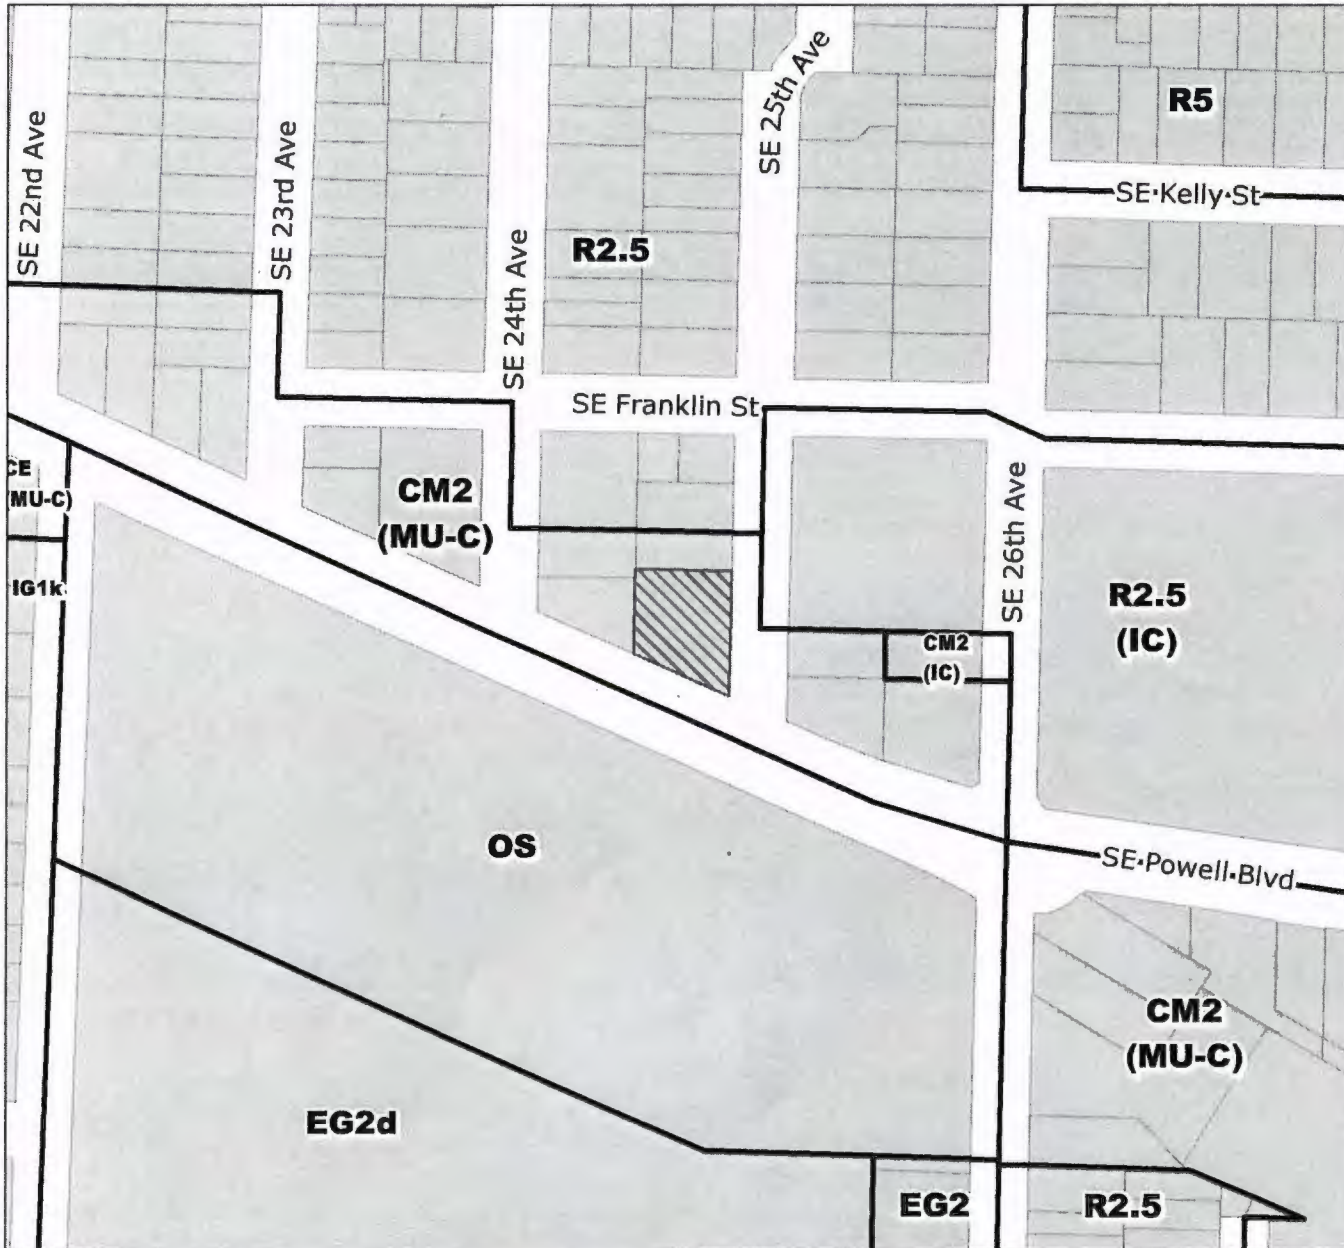 SE 22nd Ave
SE 23rd Ave
SE 24th Ave
SE 25th Ave
R5
SE Kelly St
R2.5
SE Franklin St
CE
(MU-C)
CM2
(MU-C)
SE 26th Ave
IG1k
R2.5
(IC)
CM2
(IC)
OS
SE Powell Blvd
CM2
(MU-C)
EG2d
EG2
R2.5